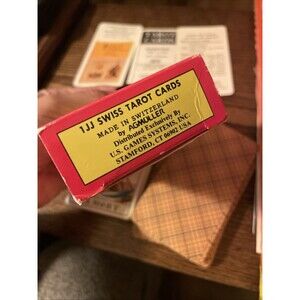 1JJ SWISS TAROT CARDS
MADE IN SWITZERLAND
by AGMÜLLER
Distributed Exclusively By
U.S. GAMES SYSTEMS, INC.
STAMFORD, CT 06902 USA